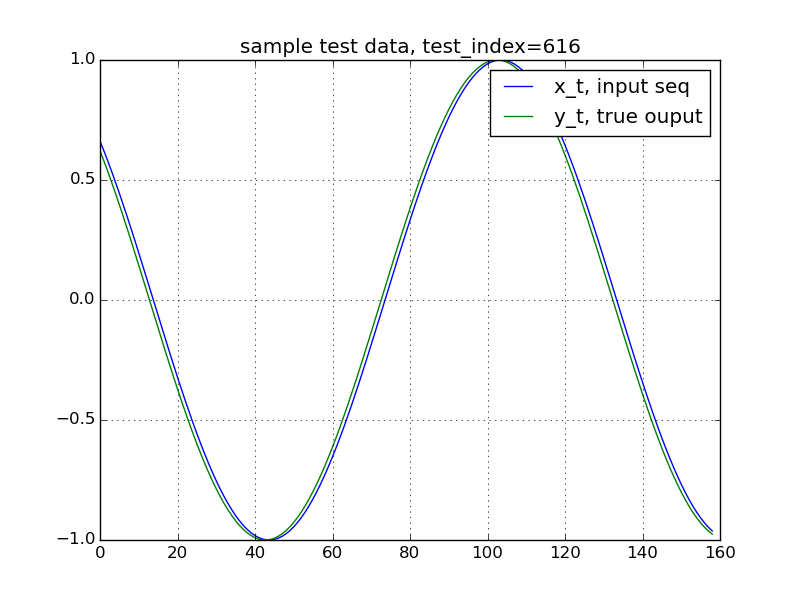 sample test data, test_index=616
1.0
0.5
0.0
−0.5
−1.0
x_t, input seq
y_t, true ouput
0 20 40 60 80 100 120 140 160